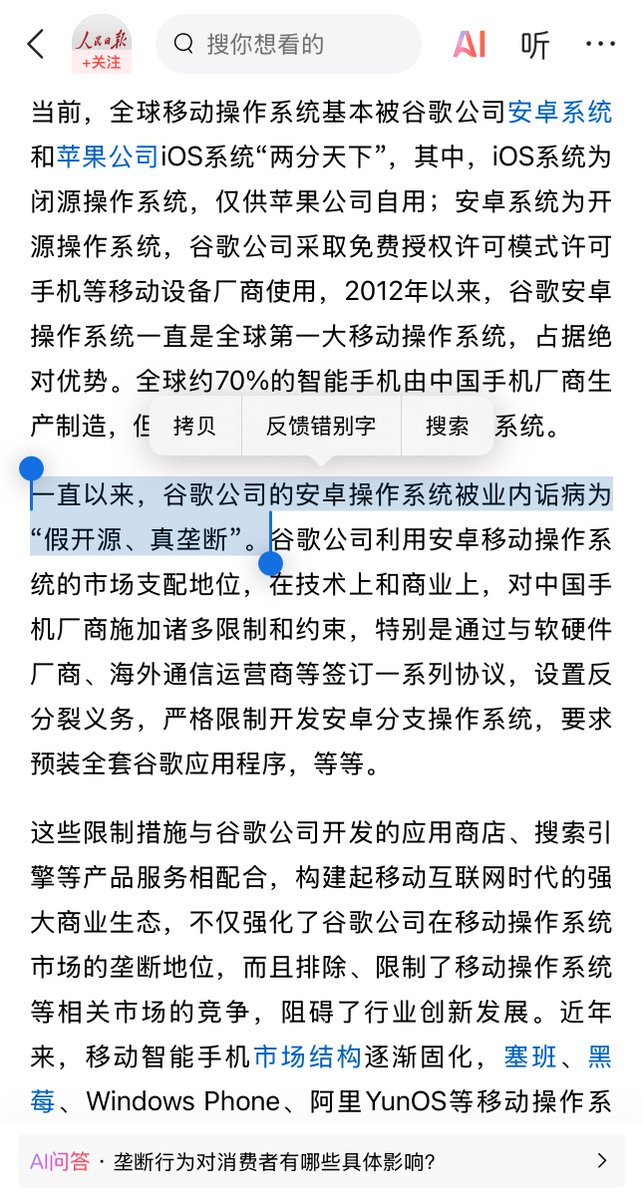 人民日报
+关注
搜你想看的
AI
听
当前，全球移动操作系统基本被谷歌公司安卓系统
和苹果公司iOS系统“两分天下”，其中，iOS系统为
闭源操作系统，仅供苹果公司自用；安卓系统为开
源操作系统，谷歌公司采取免费授权许可模式许可
手机等移动设备厂商使用，2012年以来，谷歌安卓
操作系统一直是全球第一大移动操作系统，占据绝
对优势。全球约70%的智能手机由中国手机厂商生
产制造，但
拷贝
反馈错别字
搜索
系统。
一直以来，谷歌公司的安卓操作系统被业内诟病为
“假开源、真垄断”。谷歌公司利用安卓移动操作系
统的市场支配地位，在技术上和商业上，对中国手
机厂商施加诸多限制和约束，特别是通过与软硬件
厂商、海外通信运营商等签订一系列协议，设置反
分裂义务，严格限制开发安卓分支操作系统，要求
预装全套谷歌应用程序，等等。
这些限制措施与谷歌公司开发的应用商店、搜索引
擎等产品服务相配合，构建起移动互联网时代的强
大商业生态，不仅强化了谷歌公司在移动操作系统
市场的垄断地位，而且排除、限制了移动操作系统
等相关市场的竞争，阻碍了行业创新发展。近年
来，移动智能手机市场结构逐渐固化，塞班、黑
莓、Windows Phone、阿里YunOS等移动操作系
AI问答 · 垄断行为对消费者有哪些具体影响?